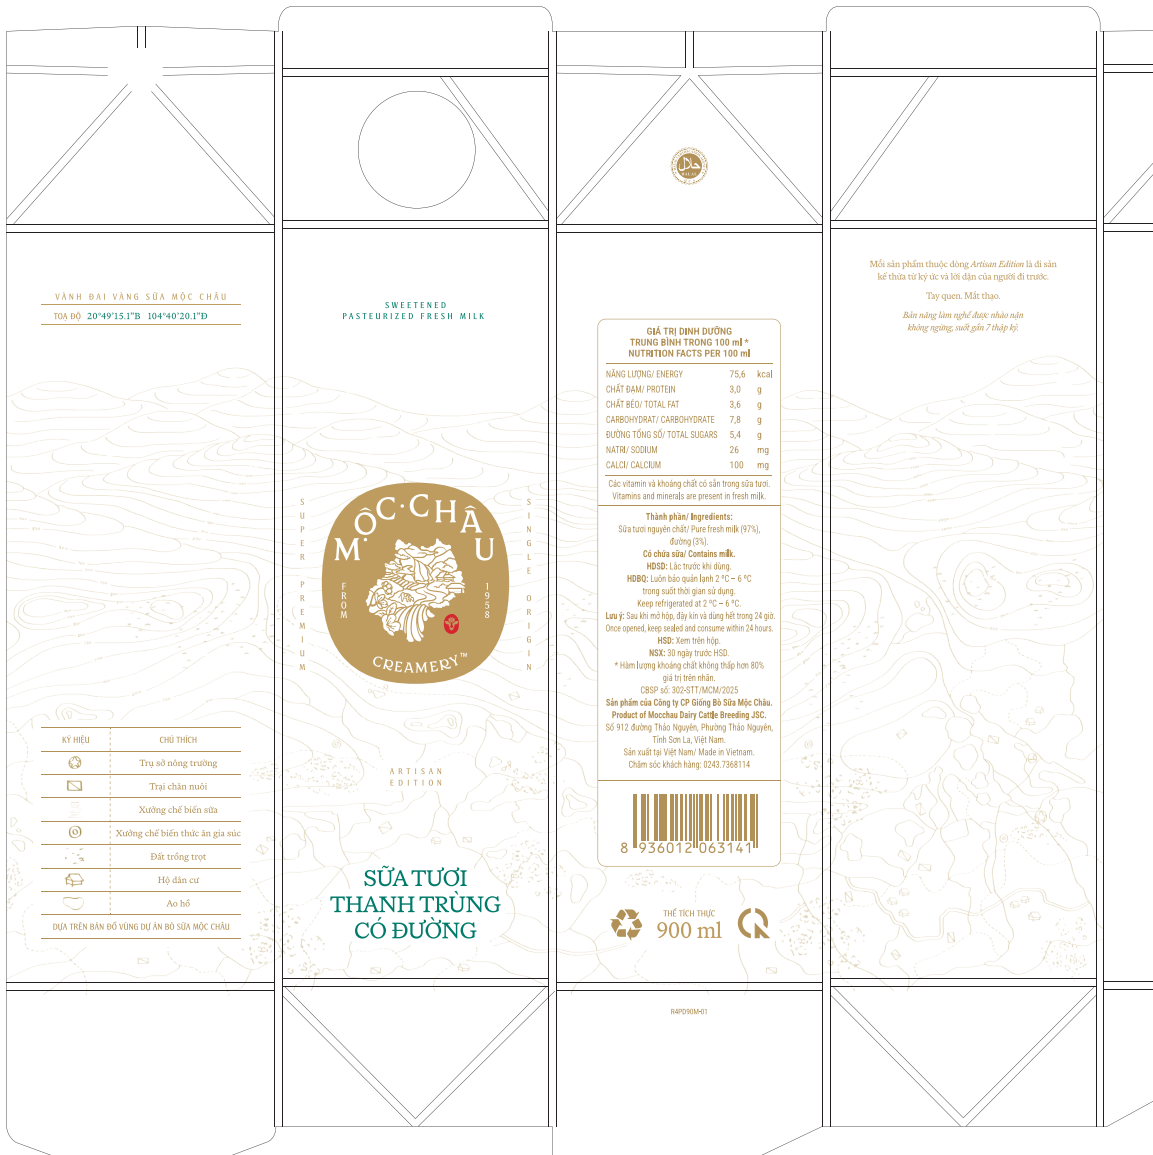 VÀNH ĐAI VÀNG SỮA MỘC CHÂU
TOẠ ĐỘ 20°49'15.1"B 104°40'20.1"Đ
KÝ HIỆU CHÚ THÍCH
Trụ sở nông trường
Trại chăn nuôi
Xưởng chế biến sữa
Xưởng chế biến thức ăn gia súc
Đất trồng trọt
Hộ dân cư
Ao hồ
DỰA TRÊN BẢN ĐỒ VÙNG DỰ ÁN BÒ SỮA MỘC CHÂU
SWEETENED
PASTEURIZED FRESH MILK
SUPER PREMIUM
MỘC·CHÂU
FROM
1958
CREAMERY™
SINGLE ORIGIN
ARTISAN
EDITION
SỮA TƯƠI
THANH TRÙNG
CÓ ĐƯỜNG
حلال
HALAL
GIÁ TRỊ DINH DƯỠNG
TRUNG BÌNH TRONG 100 ml *
NUTRITION FACTS PER 100 ml
NĂNG LƯỢNG/ ENERGY 75,6 kcal
CHẤT ĐẠM/ PROTEIN 3,0 g
CHẤT BÉO/ TOTAL FAT 3,6 g
CARBOHYDRAT/ CARBOHYDRATE 7,8 g
ĐƯỜNG TỔNG SỐ/ TOTAL SUGARS 5,4 g
NATRI/ SODIUM 26 mg
CALCI/ CALCIUM 100 mg
Các vitamin và khoáng chất có sẵn trong sữa tươi.
Vitamins and minerals are present in fresh milk.
Thành phần/ Ingredients:
Sữa tươi nguyên chất/ Pure fresh milk (97%),
đường (3%).
Có chứa sữa/ Contains milk.
HDSD: Lắc trước khi dùng.
HDBQ: Luôn bảo quản lạnh 2 ºC – 6 ºC
trong suốt thời gian sử dụng.
Keep refrigerated at 2 ºC – 6 ºC.
Lưu ý: Sau khi mở hộp, đậy kín và dùng hết trong 24 giờ.
Once opened, keep sealed and consume within 24 hours.
HSD: Xem trên hộp.
NSX: 30 ngày trước HSD.
* Hàm lượng khoáng chất không thấp hơn 80%
giá trị trên nhãn.
CBSP số: 302-STT/MCM/2025
Sản phẩm của Công ty CP Giống Bò Sữa Mộc Châu.
Product of Mocchau Dairy Cattle Breeding JSC.
Số 912 đường Thảo Nguyên, Phường Thảo Nguyên,
Tỉnh Sơn La, Việt Nam.
Sản xuất tại Việt Nam/ Made in Vietnam.
Chăm sóc khách hàng: 0243.7368114
8 936012 063141
THỂ TÍCH THỰC
900 ml
R4PD90M-01
Mỗi sản phẩm thuộc dòng Artisan Edition là di sản
kế thừa từ ký ức và lời dặn của người đi trước.
Tay quen. Mắt thạo.
Bản năng làm nghề được nhào nặn
không ngừng, suốt gần 7 thập kỷ.